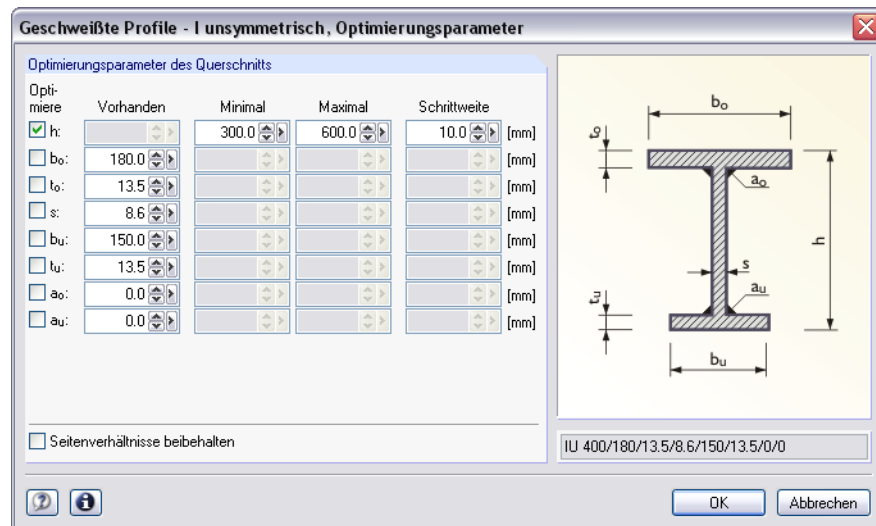 Geschweißte Profile - I unsymmetrisch, Optimierungsparameter
Optimierungsparameter des Querschnitts
Opti-
miere Vorhanden Minimal Maximal Schrittweite
h: 300.0 600.0 10.0 [mm]
bo: 180.0 [mm]
to: 13.5 [mm]
s: 8.6 [mm]
bu: 150.0 [mm]
tu: 13.5 [mm]
ao: 0.0 [mm]
au: 0.0 [mm]
Seitenverhältnisse beibehalten
bo
to
ao
h
s
au
tu
bu
IU 400/180/13.5/8.6/150/13.5/0/0
OK Abbrechen